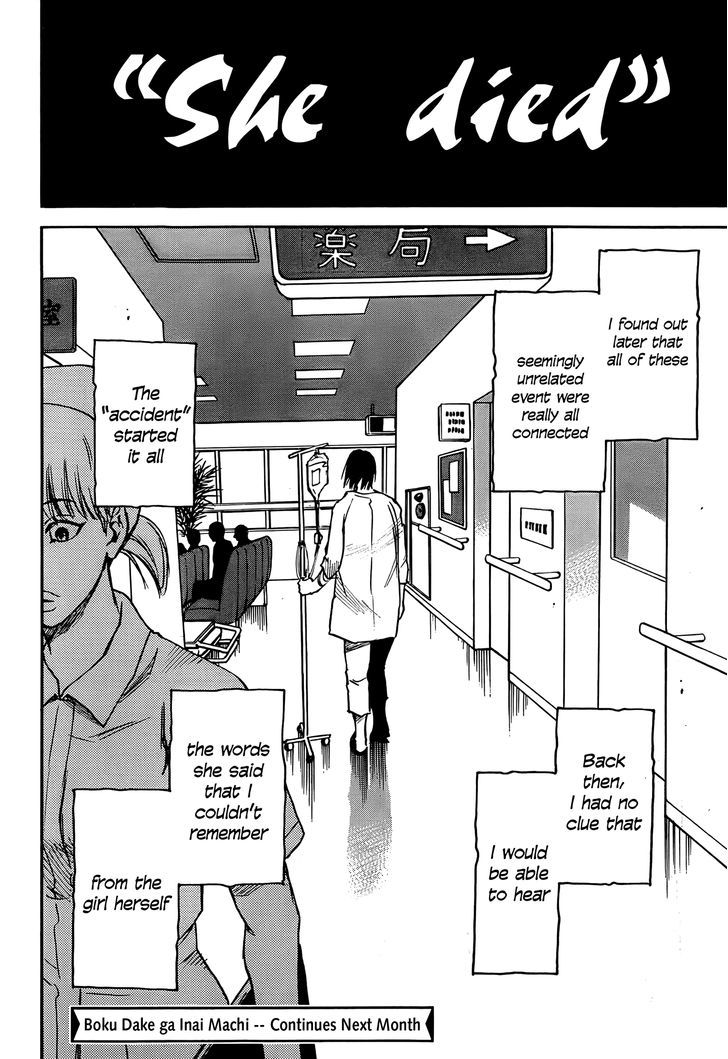 "She died"
薬局 →
室
I found out
later that
all of these
seemingly
unrelated
event were
really all
connected
The
"accident"
started
it all
Back
then,
I had no
clue that
I would
be able
to hear
the words
she said
that I
couldn't
remember
from the
girl herself
Boku Dake ga Inai Machi -- Continues Next Month